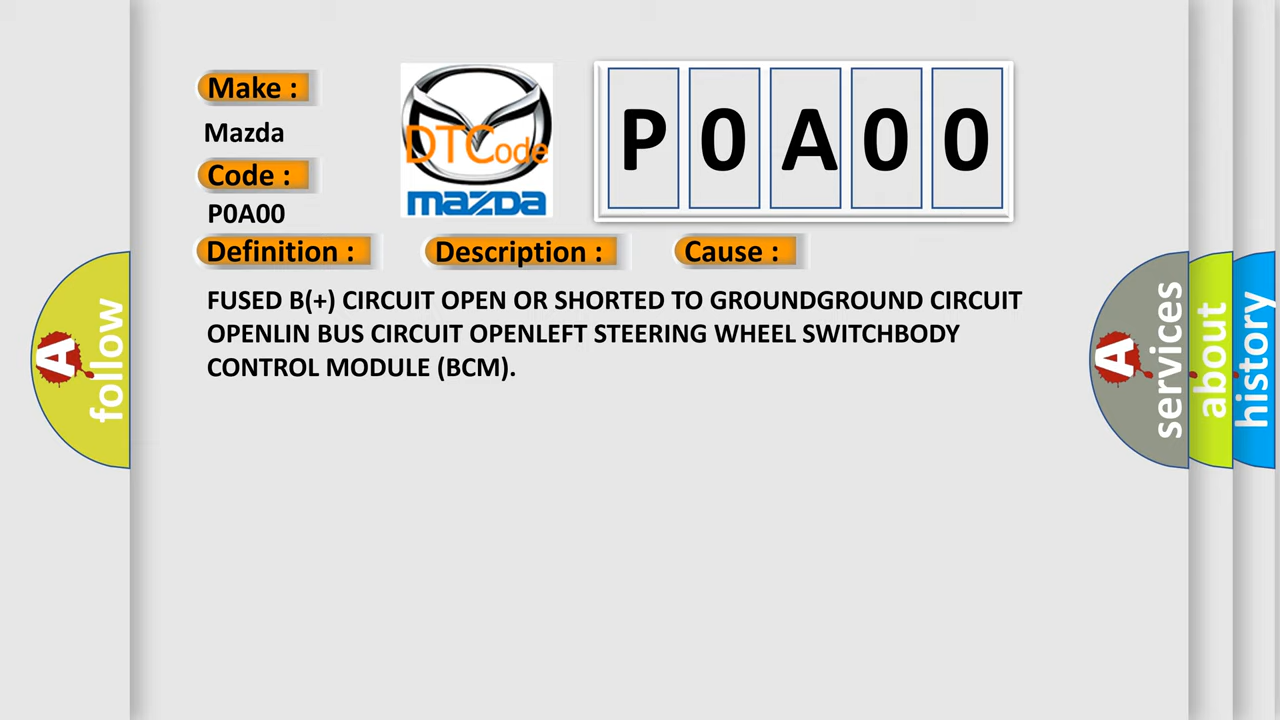 Make :
Mazda
Code :
P0A00
DTCode
mazda
P 0 A 0 0
Definition :
Description :
Cause :
FUSED B(+) CIRCUIT OPEN OR SHORTED TO GROUNDGROUND CIRCUIT
OPENLIN BUS CIRCUIT OPENLEFT STEERING WHEEL SWITCHBODY
CONTROL MODULE (BCM).
A follow
A services
about
history